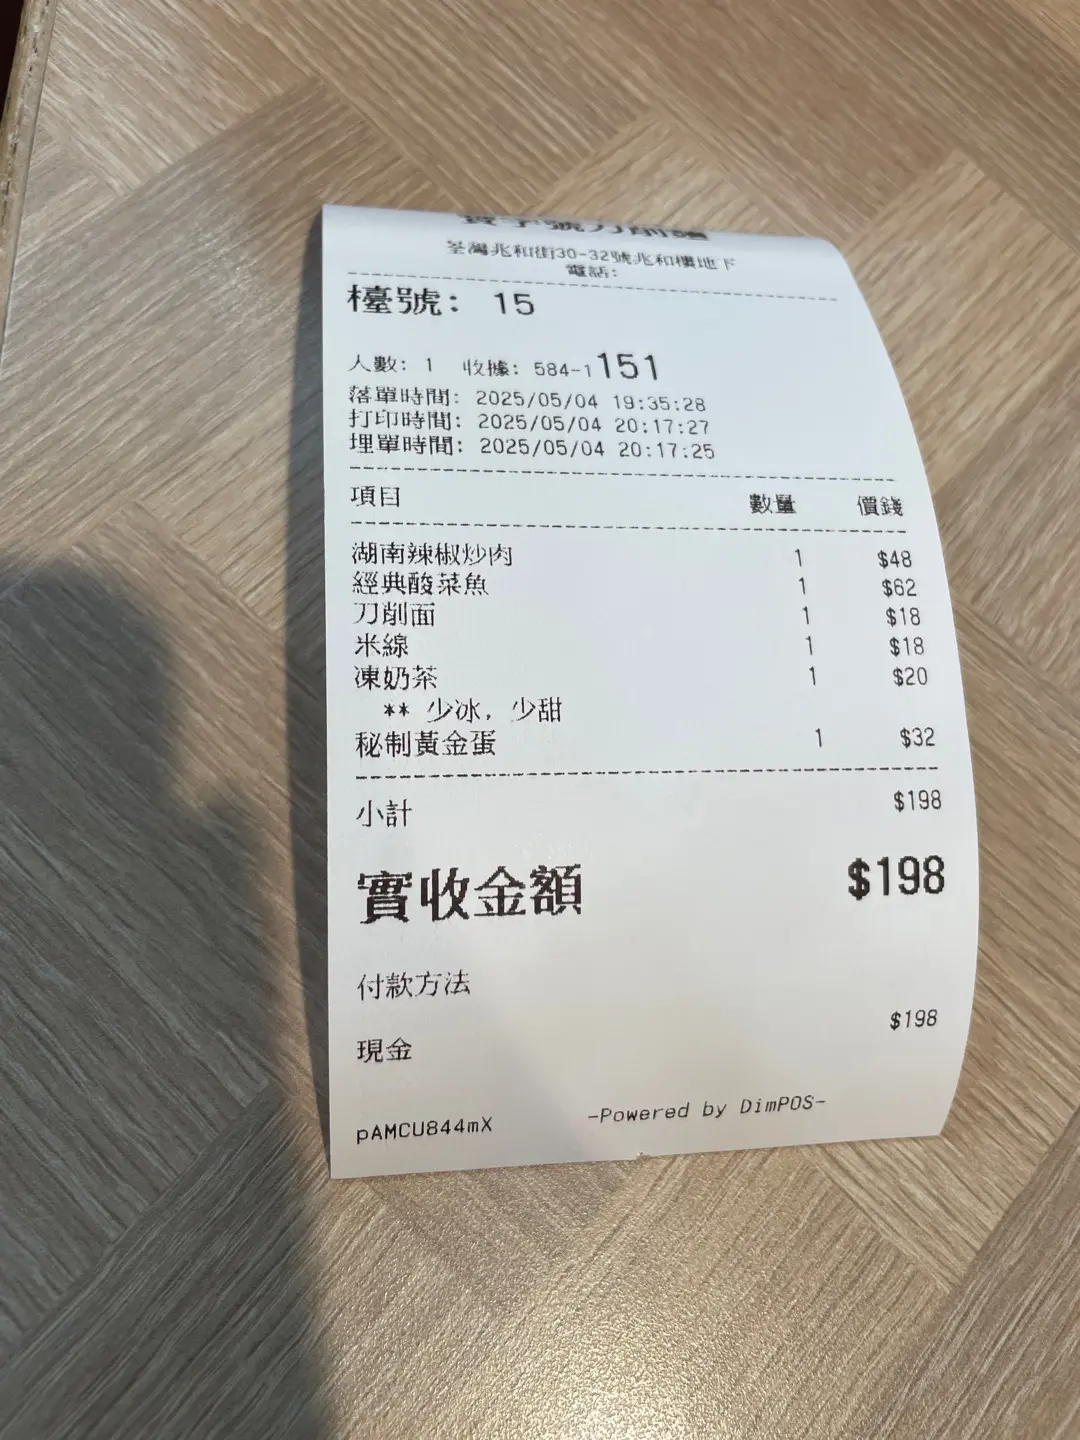 字號刀削麵
荃灣兆和街30-32號兆和樓地下
電話:
檯號: 15
人數: 1 收據: 584-1151
落單時間: 2025/05/04 19:35:28
打印時間: 2025/05/04 20:17:27
埋單時間: 2025/05/04 20:17:25
項目 數量 價錢
湖南辣椒炒肉 1 $48
經典酸菜魚 1 $62
刀削面 1 $18
米線 1 $18
凍奶茶 1 $20
** 少冰, 少甜
秘制黃金蛋 1 $32
小計 $198
實收金額 $198
付款方法
現金 $198
pAMCU844mX -Powered by DimPOS-